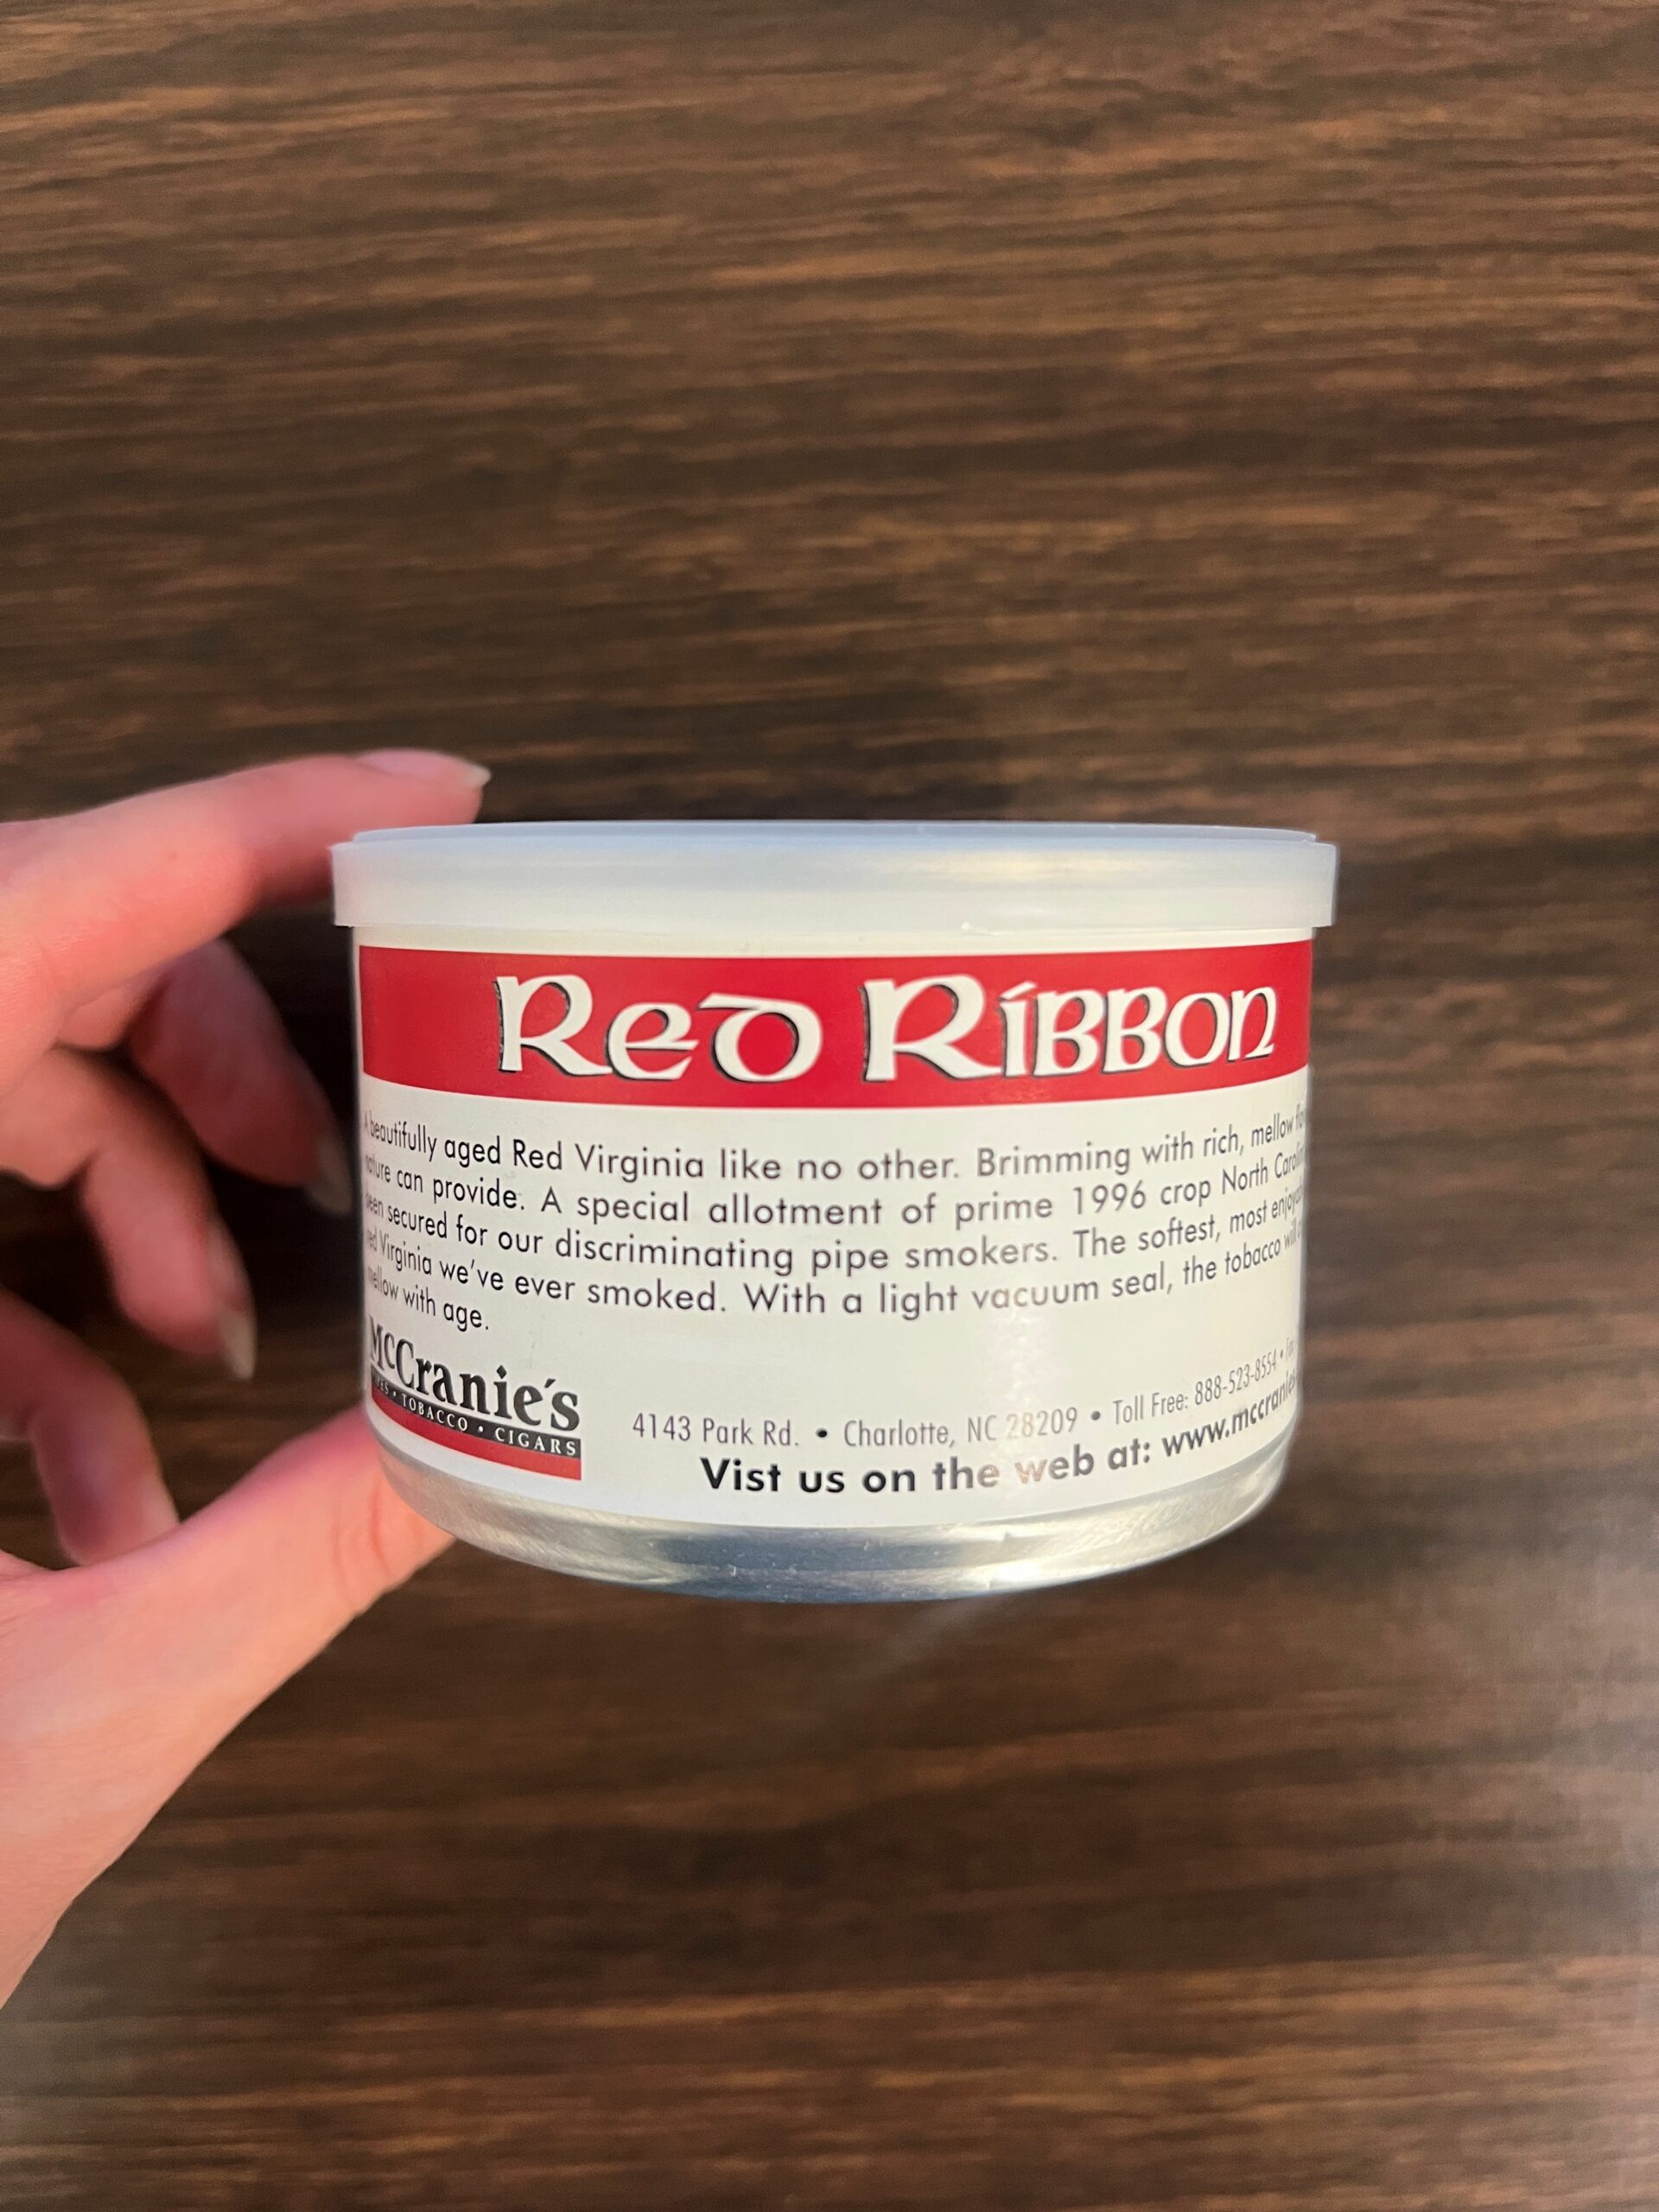 Red Ribbon
A beautifully aged Red Virginia like no other. Brimming with rich, mellow
nature can provide. A special allotment of prime 1996 crop North
been secured for our discriminating pipe smokers. The softest, most
red Virginia we've ever smoked. With a light vacuum seal, the tobacco will
mellow with age.
McCranie's
TOBACCO • CIGARS
4143 Park Rd. • Charlotte, NC 28209 • Toll Free: 888-523-8554 •
Vist us on the web at: